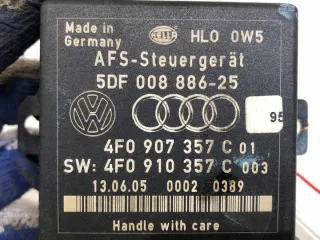 Made in
Germany
HELLA
HLO 0W5
AFS-Steuergerät
5DF 008 886-25
95
4F0 907 357 C 01
SW: 4F0 910 357 C 003
13.06.05 0002 0389
Handle with care